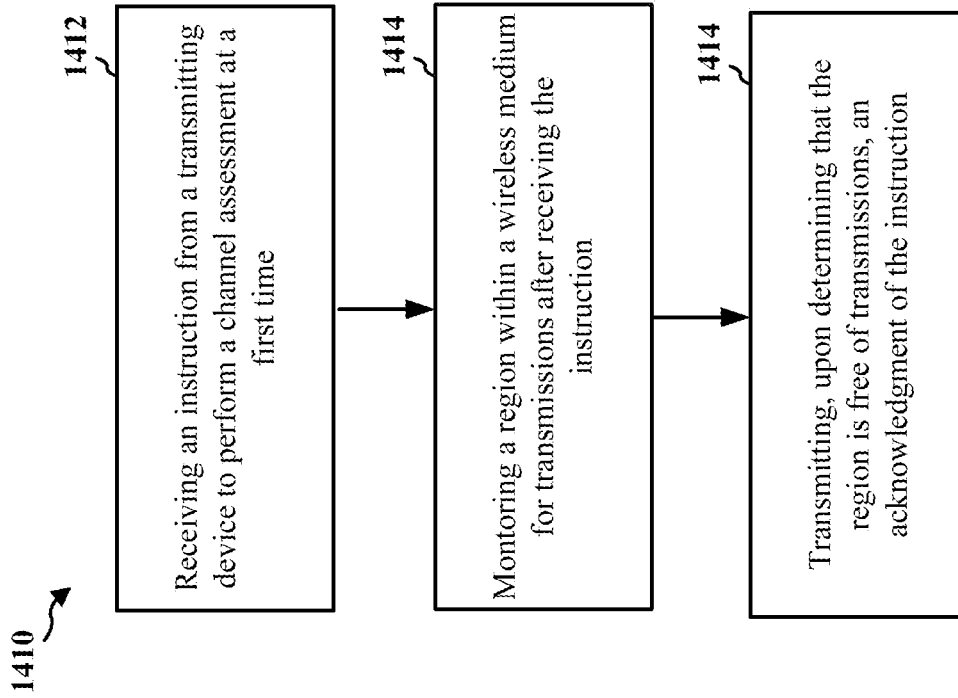 1410
1412
Receiving an instruction from a transmitting
device to perform a channel assessment at a
first time
1414
Montoring a region within a wireless medium
for transmissions after receiving the
instruction
1414
Transmitting, upon determining that the
region is free of transmissions, an
acknowledgment of the instruction